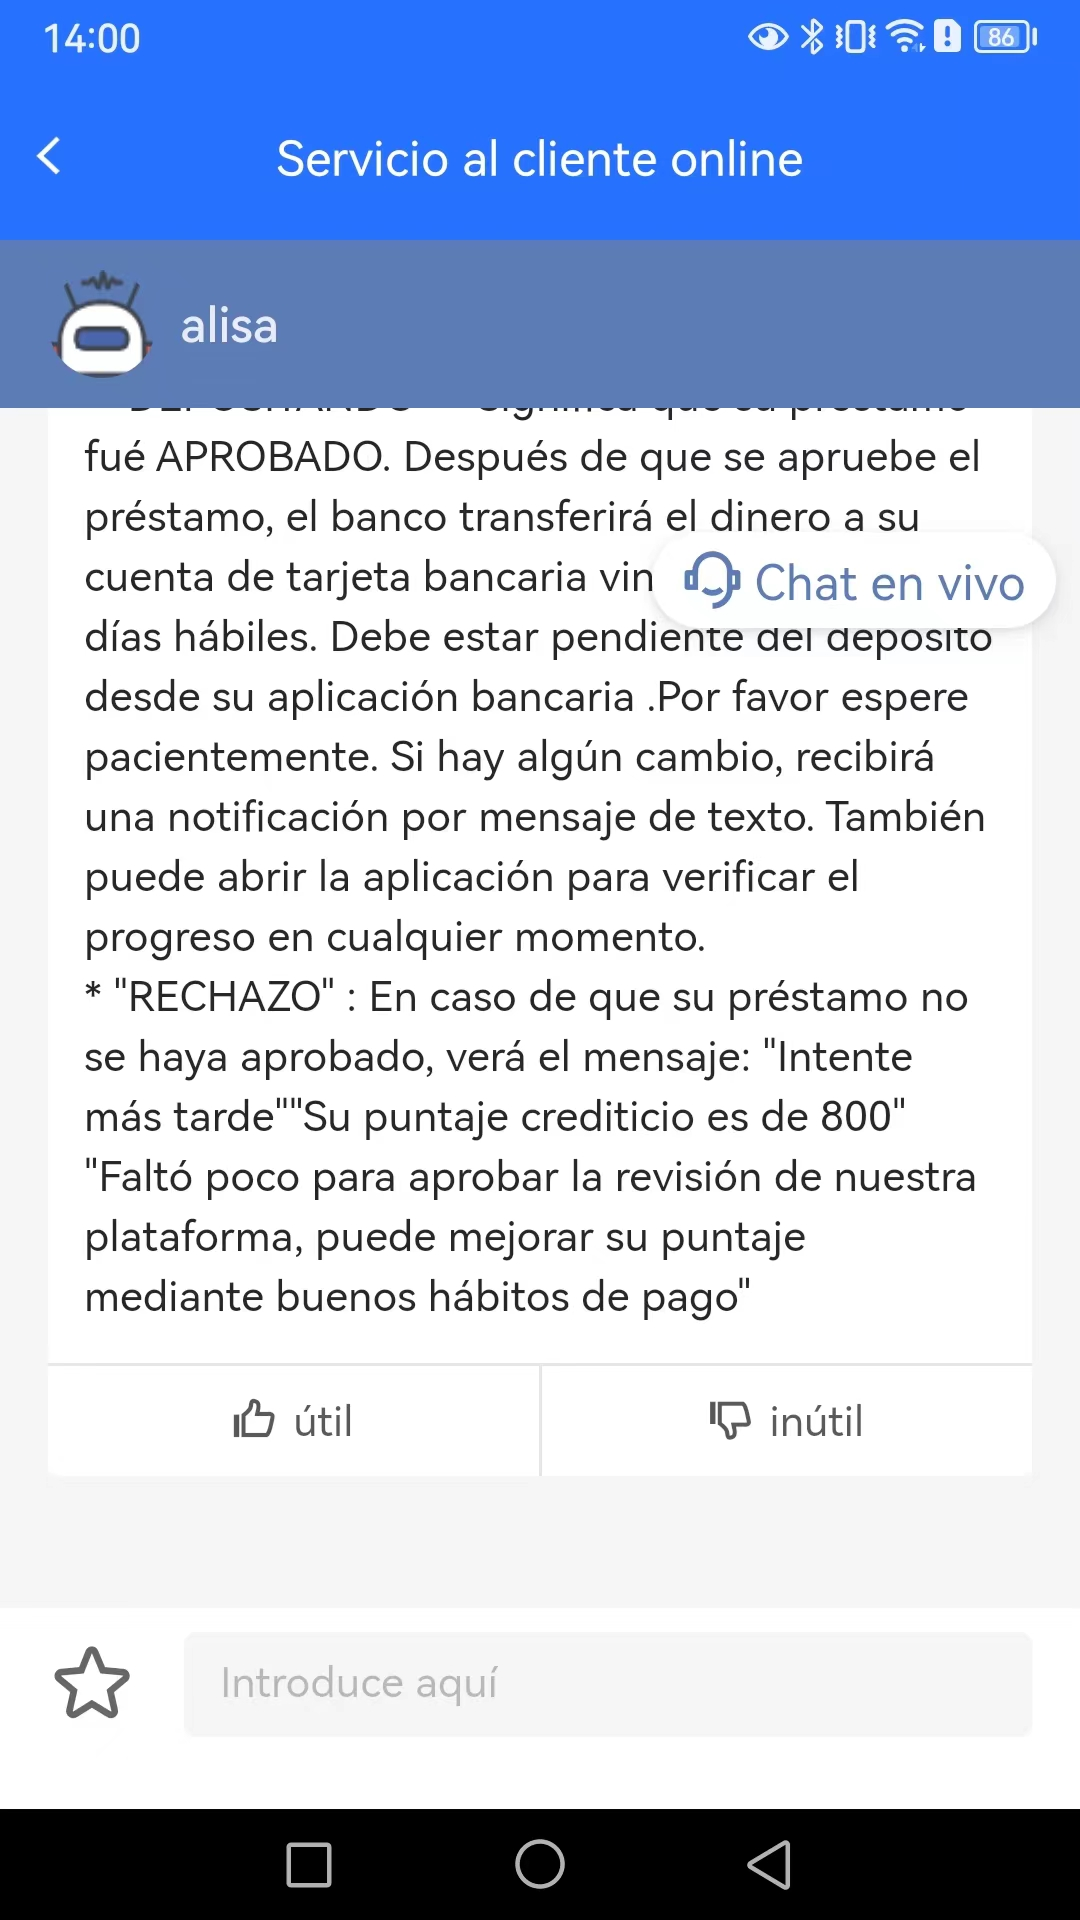 14:00
86
Servicio al cliente online
alisa
fué APROBADO. Después de que se apruebe el
préstamo, el banco transferirá el dinero a su
cuenta de tarjeta bancaria
Chat en vivo
días hábiles. Debe estar pendiente del depósito
desde su aplicación bancaria .Por favor espere
pacientemente. Si hay algún cambio, recibirá
una notificación por mensaje de texto. También
puede abrir la aplicación para verificar el
progreso en cualquier momento.
* "RECHAZO" : En caso de que su préstamo no
se haya aprobado, verá el mensaje: "Intente
más tarde""Su puntaje crediticio es de 800"
"Faltó poco para aprobar la revisión de nuestra
plataforma, puede mejorar su puntaje
mediante buenos hábitos de pago"
útil
inútil
Introduce aquí